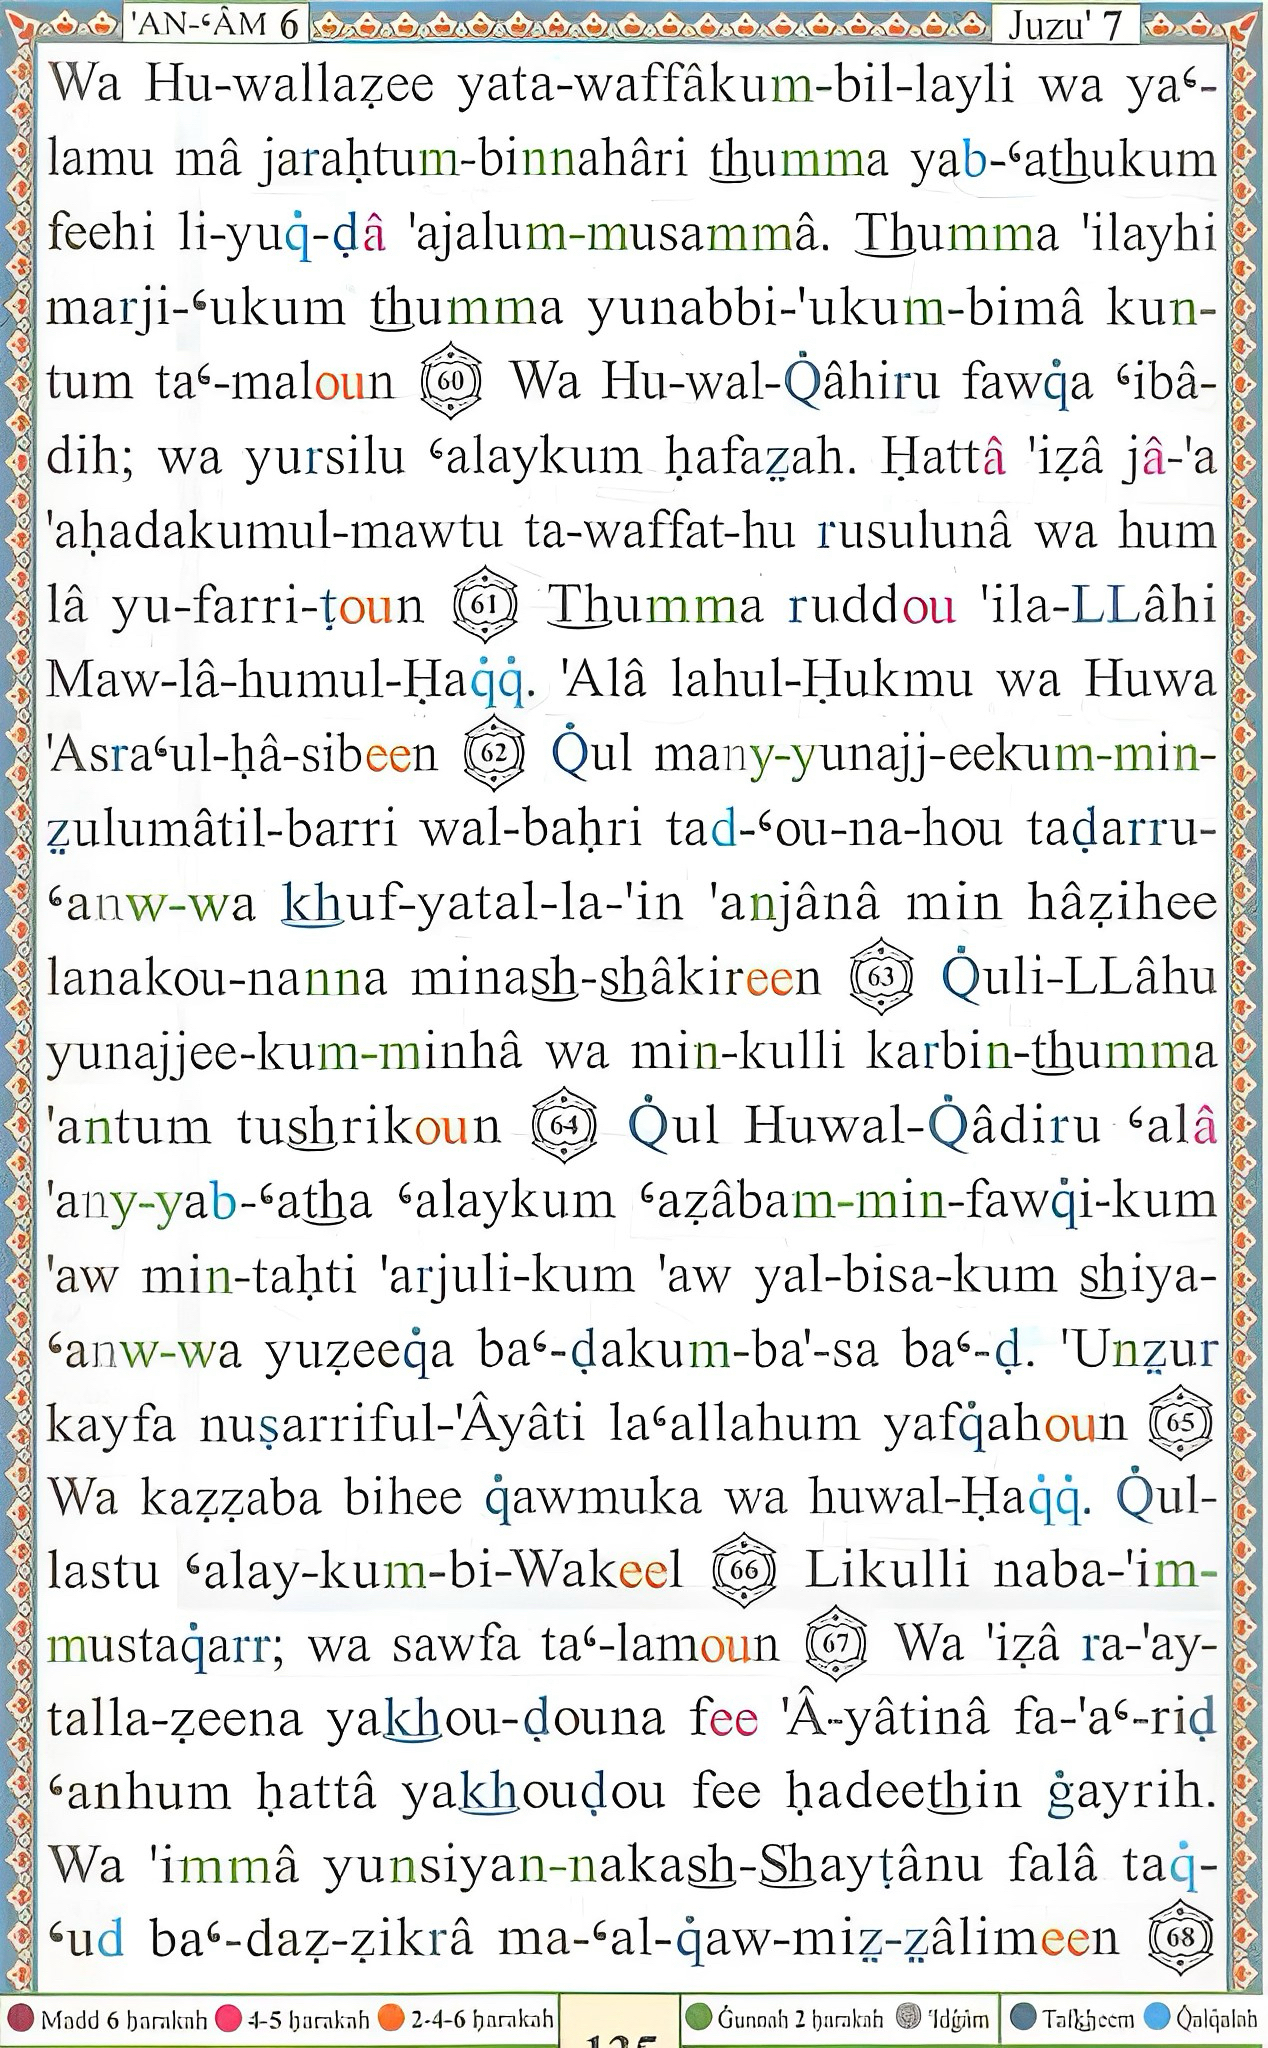 'AN-ʿÂM 6 Juzu' 7
Wa Hu-wallaẓee yata-waffâkum-bil-layli wa yaʿ-
lamu mâ jaraḥtum-binnahâri thumma yab-ʿathukum
feehi li-yuq̇-ḍâ 'ajalum-musammâ. Thumma 'ilayhi
marji-ʿukum thumma yunabbi-'ukum-bimâ kun-
tum taʿ-maloun 60 Wa Hu-wal-Q̇âhiru fawq̇a ʿibâ-
dih; wa yursilu ʿalaykum ḥafaz̤ah. Ḥattâ 'iẓâ jâ-'a
'aḥadakumul-mawtu ta-waffat-hu rusulunâ wa hum
lâ yu-farri-ṭoun 61 Thumma ruddou 'ila-LLâhi
Maw-lâ-humul-Ḥaq̇q̇. 'Alâ lahul-Ḥukmu wa Huwa
'Asraʿul-ḥâ-sibeen 62 Q̇ul many-yunajj-eekum-min-
z̤ulumâtil-barri wal-baḥri tad-ʿou-na-hou taḍarru-
ʿanw-wa khuf-yatal-la-'in 'anjânâ min hâẓihee
lanakou-nanna minash-shâkireen 63 Q̇uli-LLâhu
yunajjee-kum-minhâ wa min-kulli karbin-thumma
'antum tushrikoun 64 Q̇ul Huwal-Q̇âdiru ʿalâ
'any-yab-ʿatha ʿalaykum ʿaẓâbam-min-fawq̇i-kum
'aw min-taḥti 'arjuli-kum 'aw yal-bisa-kum shiya-
ʿanw-wa yuẓeeq̇a baʿ-ḍakum-ba'-sa baʿ-ḍ. 'Unz̤ur
kayfa nuṣarriful-'Âyâti laʿallahum yafq̇ahoun 65
Wa kaẓẓaba bihee q̇awmuka wa huwal-Ḥaq̇q̇. Q̇ul-
lastu ʿalay-kum-bi-Wakeel 66 Likulli naba-'im-
mustaq̇arr; wa sawfa taʿ-lamoun 67 Wa 'iẓâ ra-'ay-
talla-ẓeena yakhou-ḍouna fee 'Â-yâtinâ fa-'aʿ-riḍ
ʿanhum ḥattâ yakhouḍou fee ḥadeethin ġayrih.
Wa 'immâ yunsiyan-nakash-Shayṭânu falâ taq̇-
ʿud baʿ-daẓ-ẓikrâ ma-ʿal-q̇aw-miz̤-z̤âlimeen 68
Madd 6 ḥarakah 4-5 ḥarakah 2-4-6 ḥarakah Ġunnah 2 ḥarakah 'Idġâm Tafkheem Q̇alq̇alah